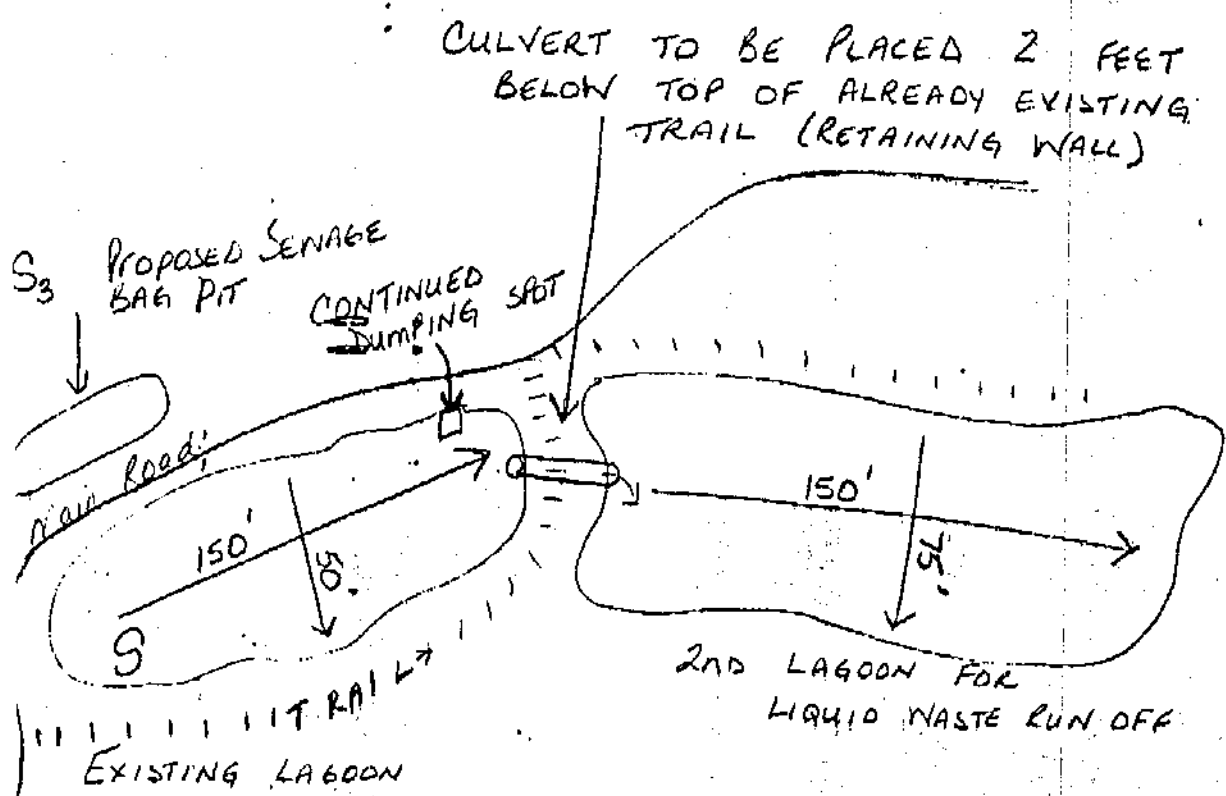 CULVERT TO BE PLACED 2 FEET
BELOW TOP OF ALREADY EXISTING
TRAIL (RETAINING WALL)
S3 PROPOSED SEWAGE
BAG PIT
CONTINUED
DUMPING SPOT
Main Road
150'
50'
S
TRAIL
EXISTING LAGOON
150'
75'
2ND LAGOON FOR
LIQUID WASTE RUN OFF